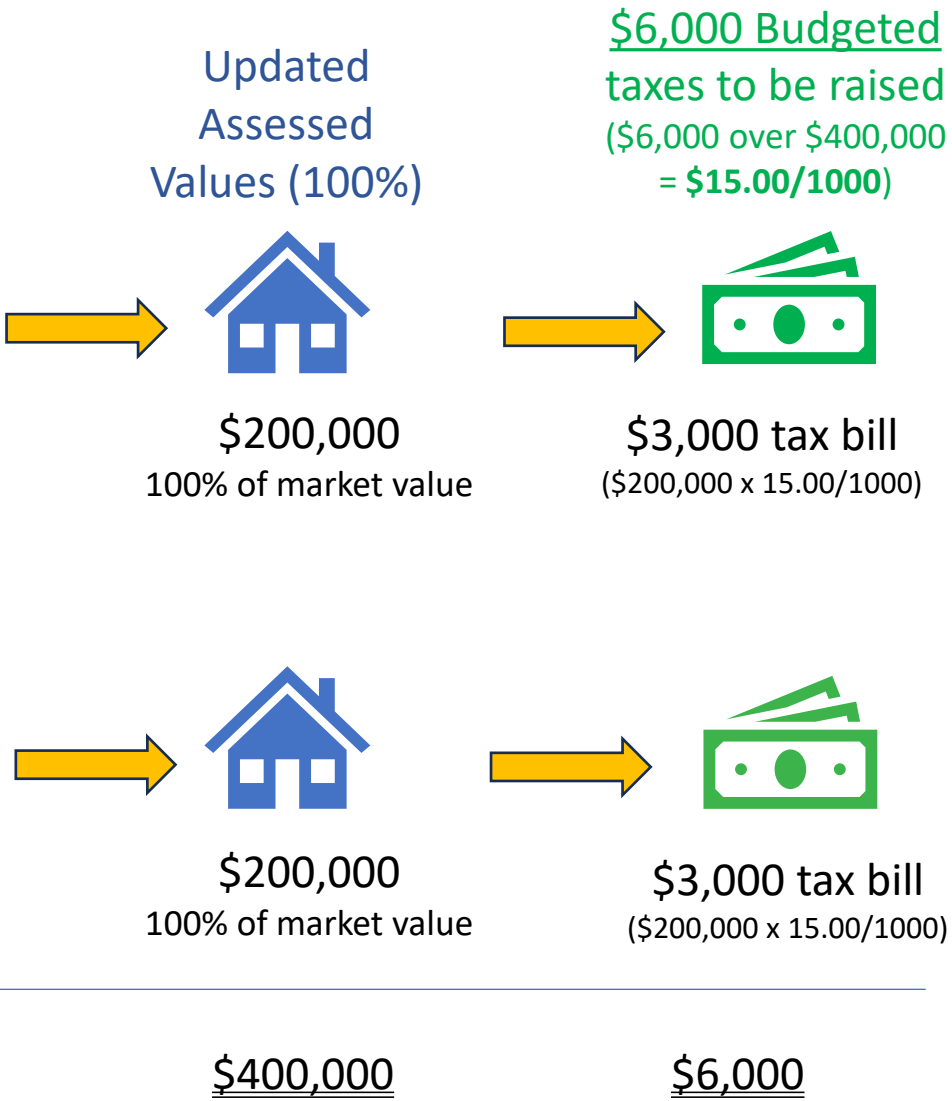 Updated
Assessed
Values (100%)
$6,000 Budgeted
taxes to be raised
($6,000 over $400,000
= $15.00/1000)
$200,000
100% of market value
$3,000 tax bill
($200,000 x 15.00/1000)
$200,000
100% of market value
$3,000 tax bill
($200,000 x 15.00/1000)
$400,000
$6,000